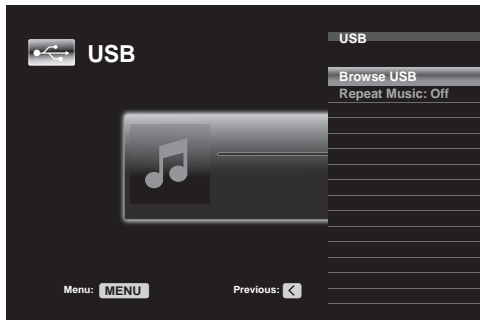 USB
USB
Browse USB
Repeat Music: Off
Menu: MENU
Previous: <